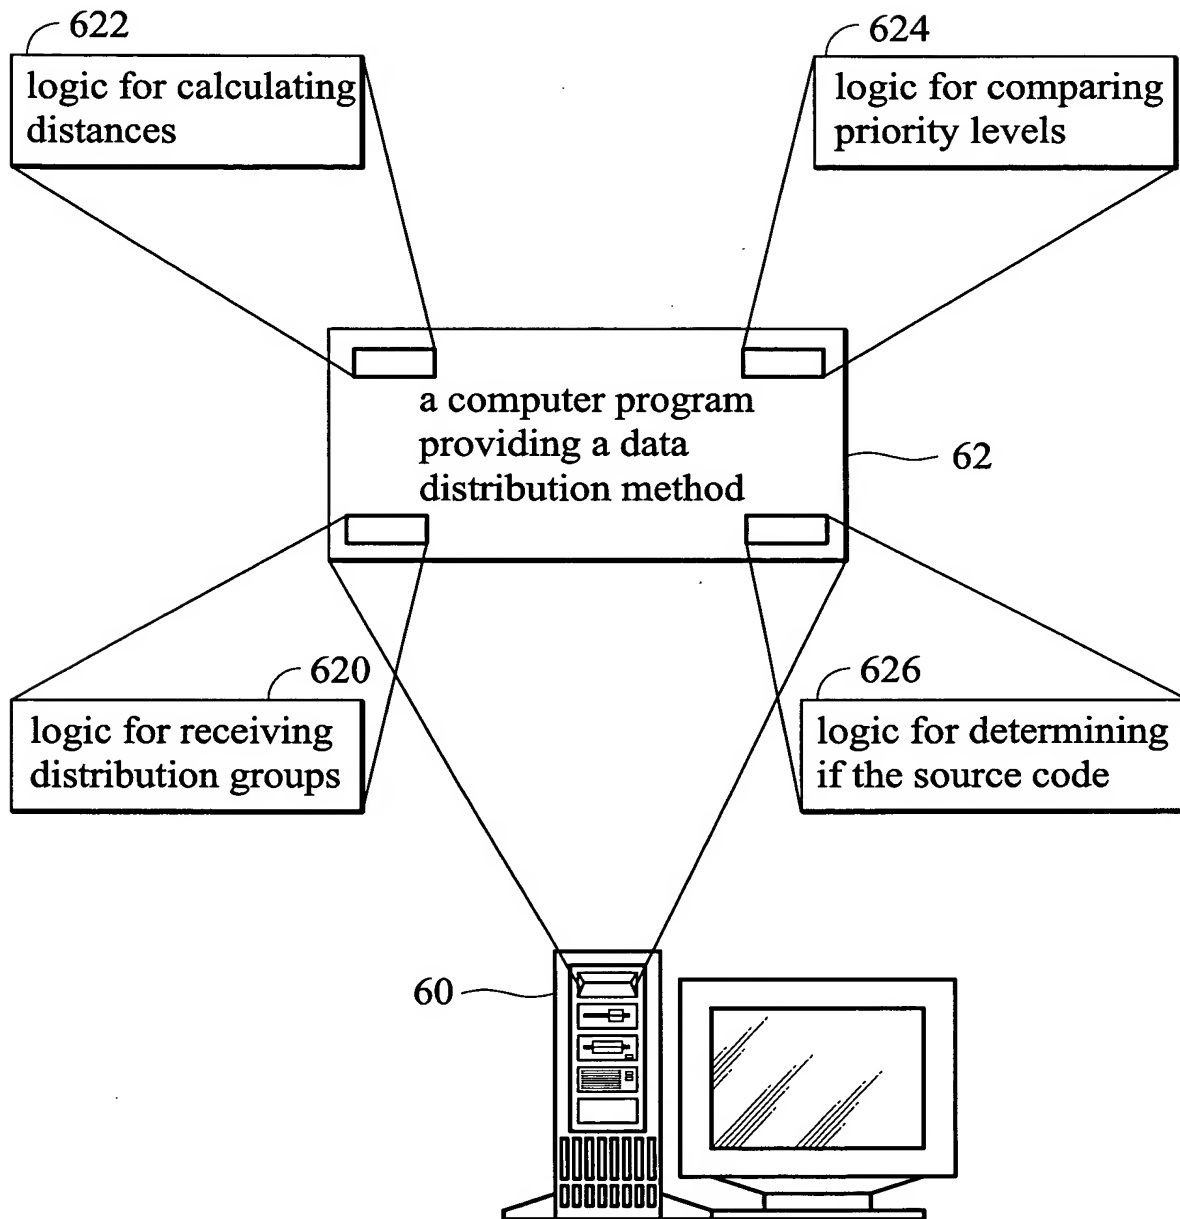 622
624
logic for calculating
distances
logic for comparing
priority levels
a computer program
providing a data
distribution method
62
620
626
logic for receiving
distribution groups
logic for determining
if the source code
60